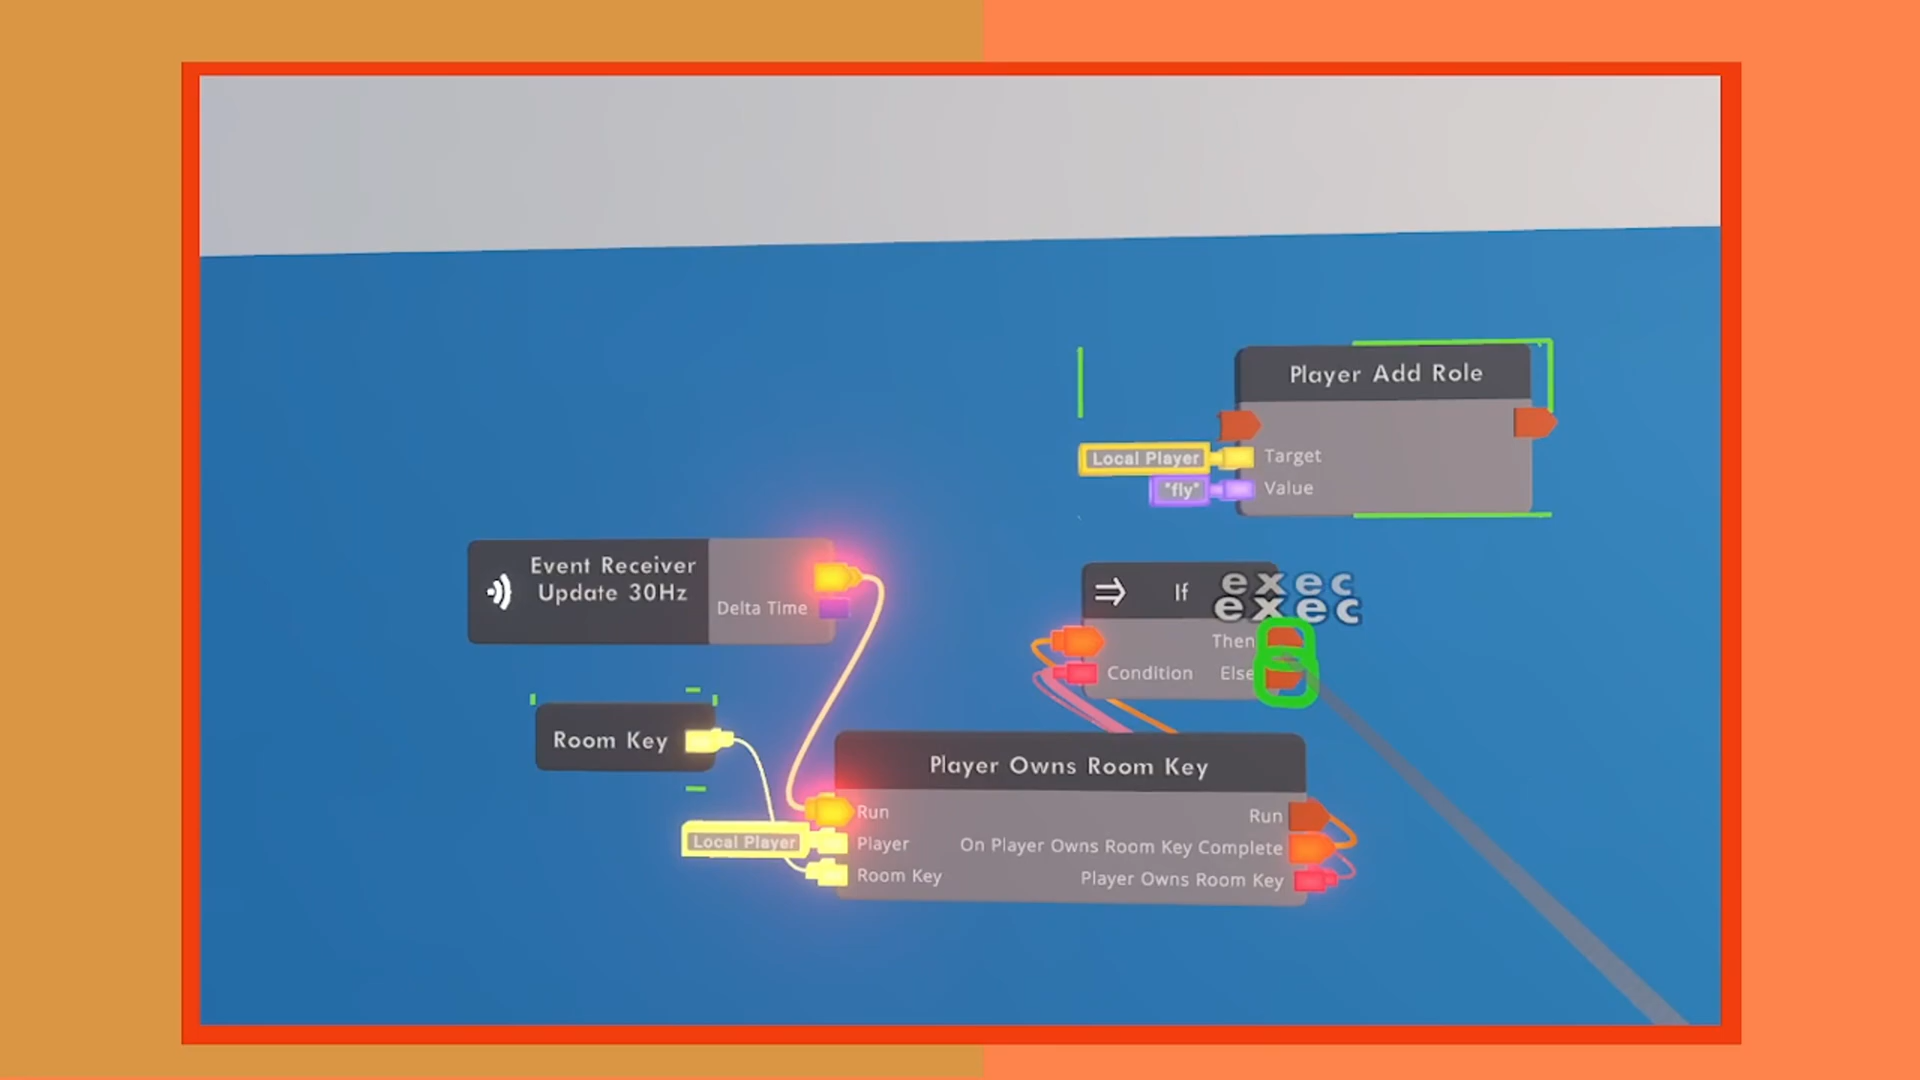 Player Add Role
Local Player
Target
"fly"
Value
Event Receiver
Update 30Hz
Delta Time
If
exec
exec
Then
Condition
Else
Room Key
Player Owns Room Key
Run
Run
Local Player
Player
On Player Owns Room Key Complete
Room Key
Player Owns Room Key